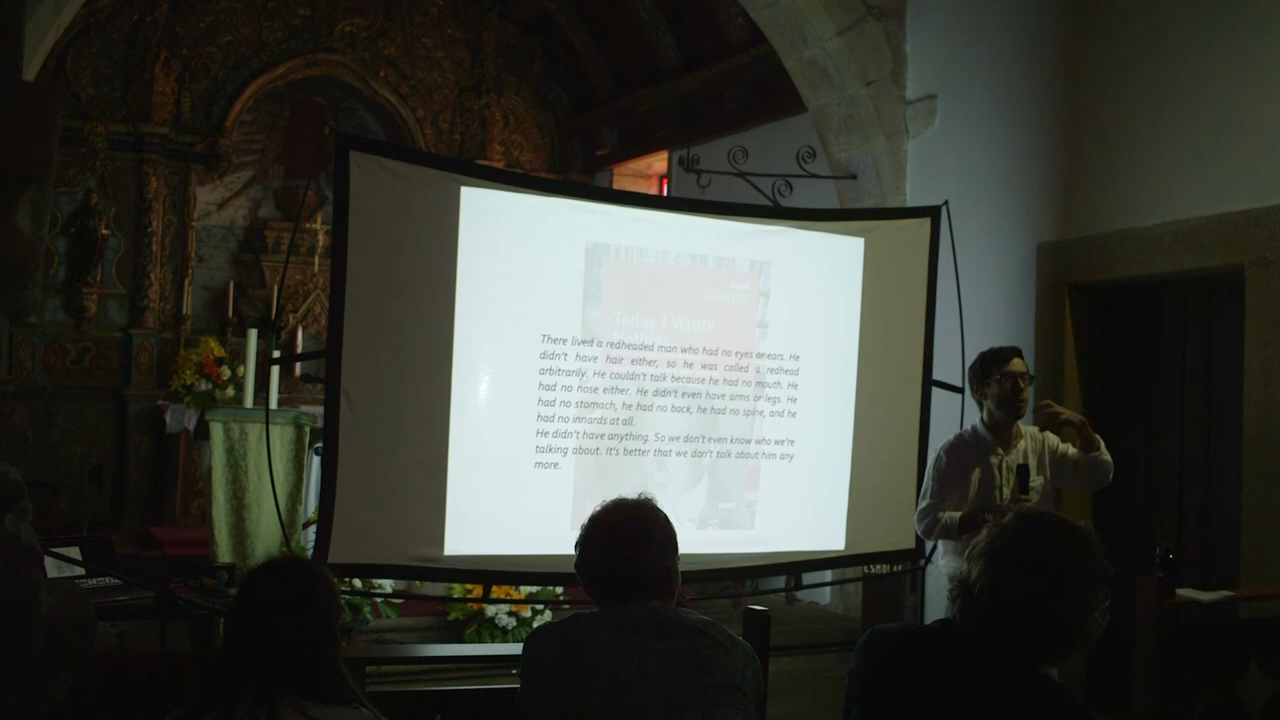 Today I Wrote
There lived a redheaded man who had no eyes or ears. He
didn't have hair either, so he was called a redhead
arbitrarily. He couldn't talk because he had no mouth. He
had no nose either. He didn't even have arms or legs. He
had no stomach, he had no back, he had no spine, and he
had no innards at all.
He didn't have anything. So we don't even know who we're
talking about. It's better that we don't talk about him any
more.